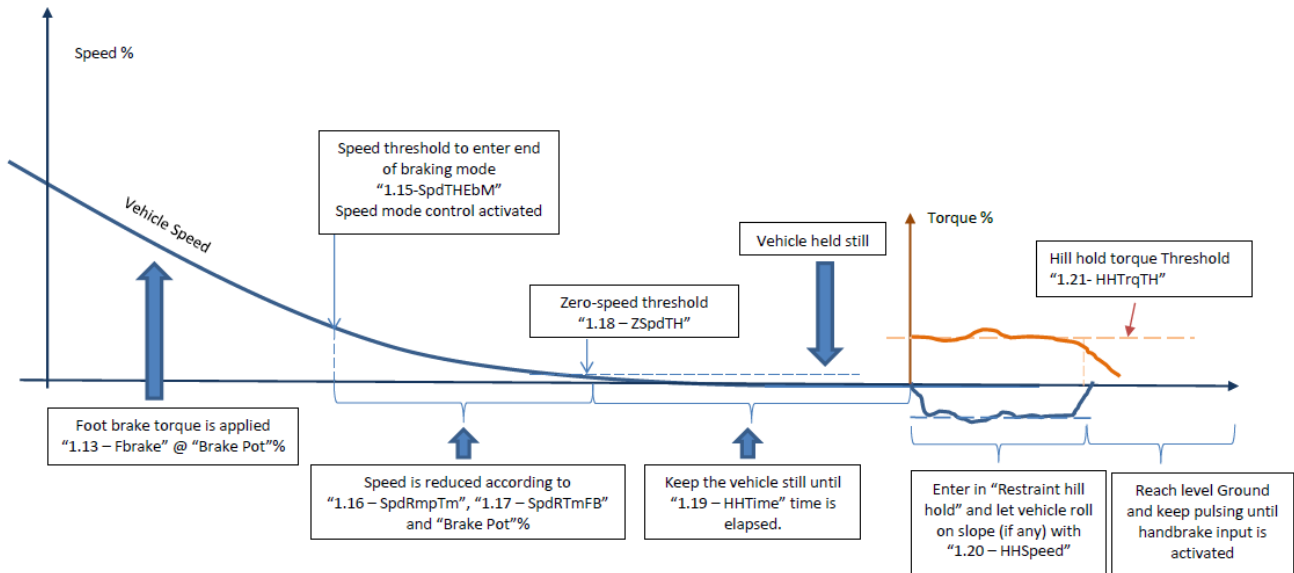 Speed %
Vehicle Speed
Speed threshold to enter end
of braking mode
“1.15-SpdTHEbM”
Speed mode control activated
Zero-speed threshold
“1.18 – ZSpdTH”
Vehicle held still
Torque %
Hill hold torque Threshold
“1.21- HHTrqTH”
Foot brake torque is applied
“1.13 – Fbrake” @ “Brake Pot”%
Speed is reduced according to
“1.16 – SpdRmpTm”, “1.17 – SpdRTmFB”
and “Brake Pot”%
Keep the vehicle still until
“1.19 – HHTime” time is
elapsed.
Enter in “Restraint hill
hold” and let vehicle roll
on slope (if any) with
“1.20 – HHSpeed”
Reach level Ground
and keep pulsing until
handbrake input is
activated